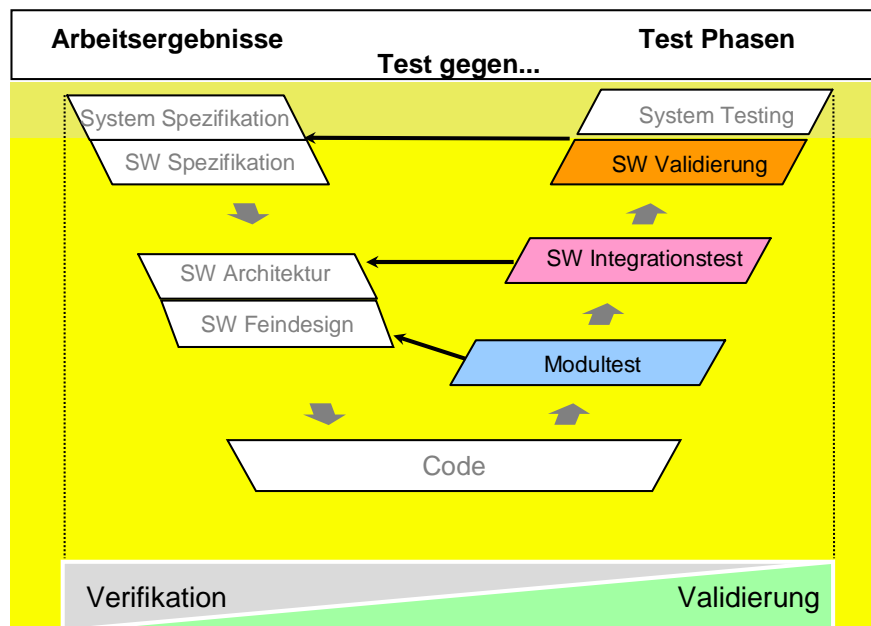 Arbeitsergebnisse
Test Phasen
Test gegen...
System Spezifikation
System Testing
SW Spezifikation
SW Validierung
SW Architektur
SW Integrationstest
SW Feindesign
Modultest
Code
Verifikation
Validierung